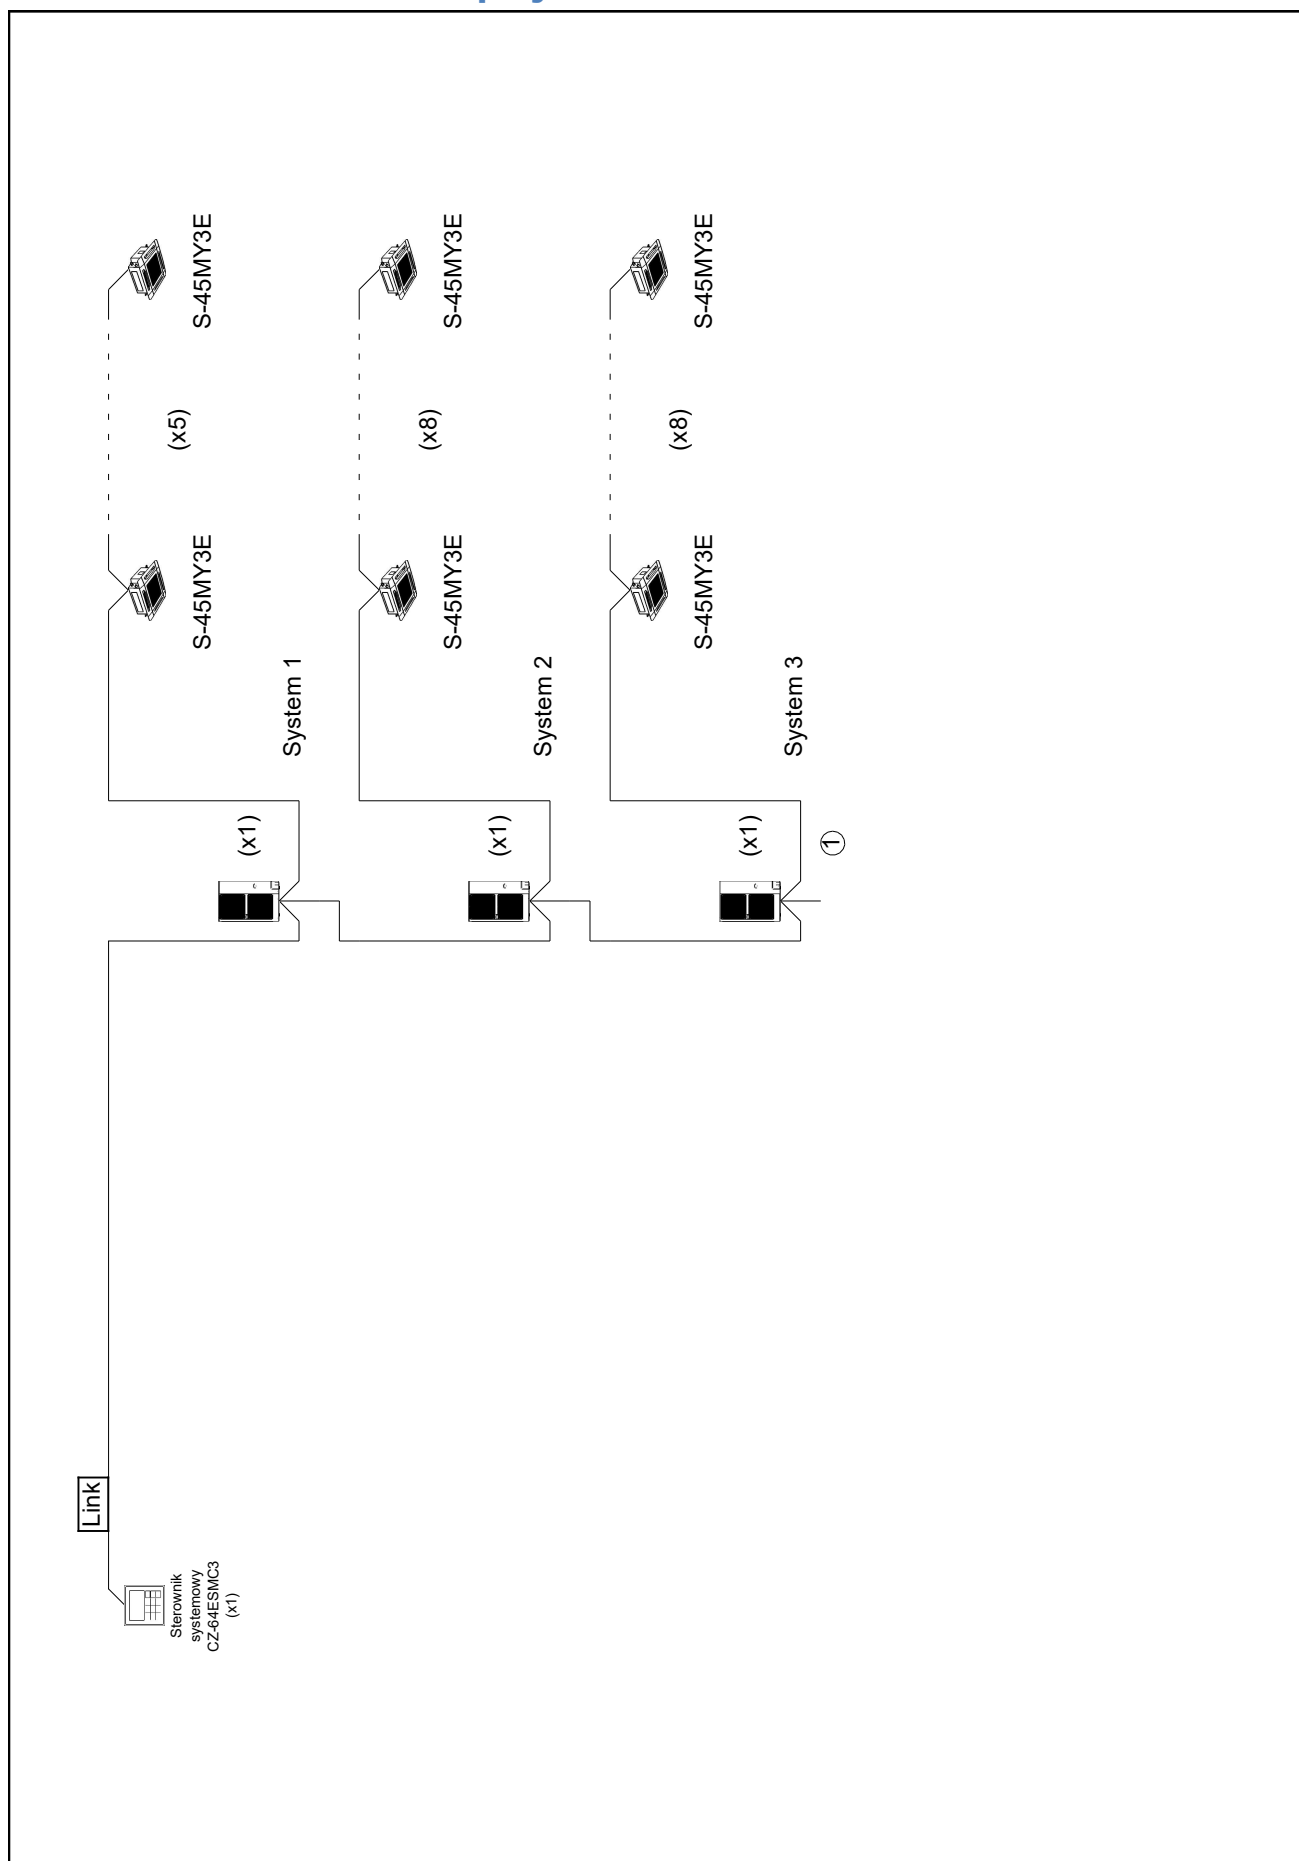 Link
Sterownik
systemowy
CZ-64ESMC3
(x1)
(x1)
System 1
S-45MY3E
(x5)
S-45MY3E
(x1)
System 2
S-45MY3E
(x8)
S-45MY3E
(x1)
System 3
S-45MY3E
(x8)
S-45MY3E
1